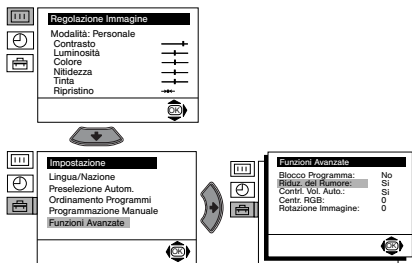 Regolazione Immagine
Modalità: Personale
Contrasto
Luminosità
Colore
Nitidezza
Tinta
Ripristino
OK
Impostazione
Lingua/Nazione
Preselezione Autom.
Ordinamento Programmi
Programmazione Manuale
Funzioni Avanzate
OK
Funzioni Avanzate
Blocco Programma: No
Riduz. del Rumore: Si
Contrl. Vol. Auto.: Si
Centr. RGB: 0
Rotazione Immagine: 0
OK